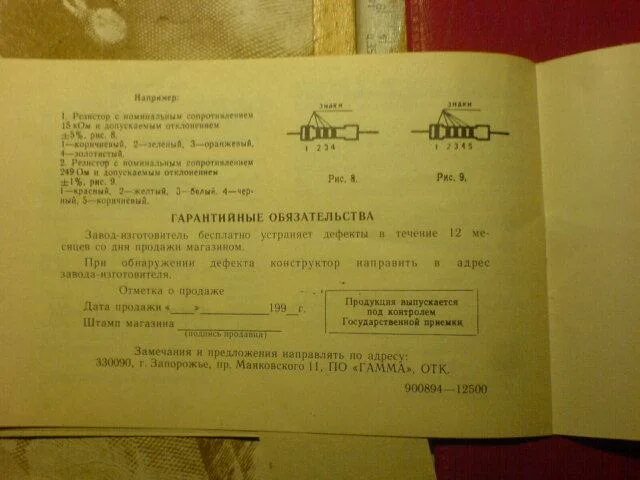 Например:
1. Резистор с номинальным сопротивлением
15 кОм и допускаемым отклонением
±5%, рис. 8.
1—коричневый, 2—зеленый, 3—оранжевый,
4—золотистый.
2. Резистор с номинальным сопротивлением
249 Ом и допускаемым отклонением
±1%, рис. 9.
1—красный, 2—желтый, 3—белый, 4—чер-
ный, 5—коричневый.
знаки
1 2 3 4
Рис. 8.
знаки
1 2 3 4 5
Рис. 9.
ГАРАНТИЙНЫЕ ОБЯЗАТЕЛЬСТВА
Завод-изготовитель бесплатно устраняет дефекты в течение 12 ме-
сяцев со дня продажи магазином.
При обнаружении дефекта конструктор направить в адрес
завода-изготовителя.
Отметка о продаже
Дата продажи «___»____________199__г.
Штамп магазина
(подпись продавца)
Продукция выпускается
под контролем
Государственной приемки.
Замечания и предложения направлять по адресу:
330090, г. Запорожье, пр. Маяковского 11, ПО «ГАММА», ОТК.
900894—12500